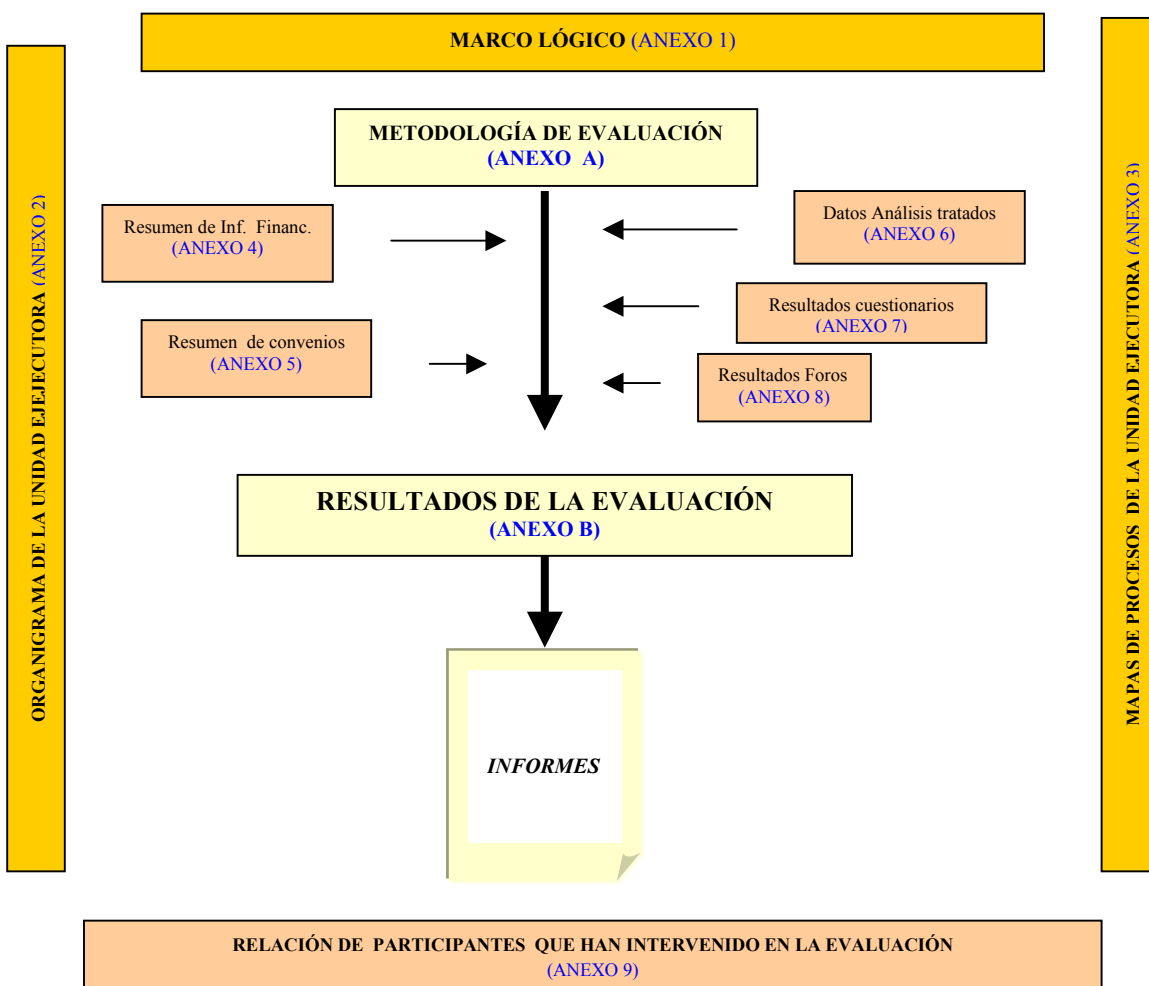 MARCO LÓGICO (ANEXO 1)
ORGANIGRAMA DE LA UNIDAD EJEJECUTORA (ANEXO 2)
MAPAS DE PROCESOS DE LA UNIDAD EJECUTORA (ANEXO 3)
METODOLOGÍA DE EVALUACIÓN
(ANEXO A)
Resumen de Inf. Financ.
(ANEXO 4)
Datos Análisis tratados
(ANEXO 6)
Resultados cuestionarios
(ANEXO 7)
Resumen de convenios
(ANEXO 5)
Resultados Foros
(ANEXO 8)
RESULTADOS DE LA EVALUACIÓN
(ANEXO B)
INFORMES
RELACIÓN DE PARTICIPANTES QUE HAN INTERVENIDO EN LA EVALUACIÓN
(ANEXO 9)